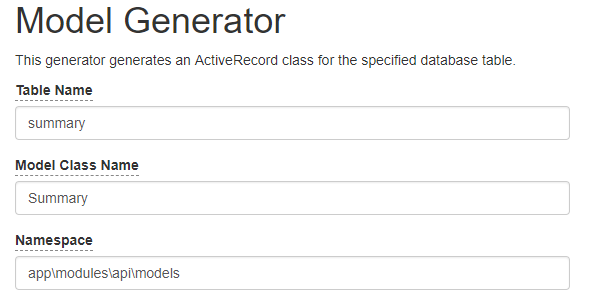 Model Generator
This generator generates an ActiveRecord class for the specified database table.
Table Name
summary
Model Class Name
Summary
Namespace
app\modules\api\models